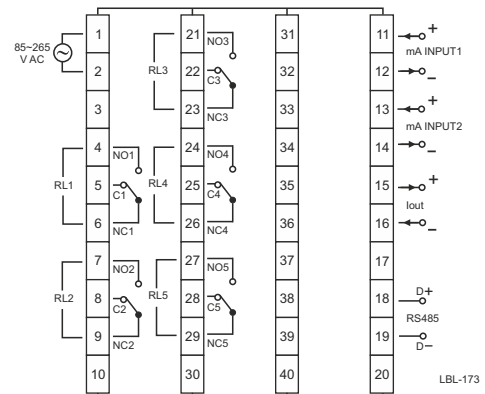 85~265
V AC
1
2
3
4
5
6
7
8
9
10
NO1
RL1
C1
NC1
NO2
RL2
C2
NC2
21
22
23
24
25
26
27
28
29
30
NO3
RL3
C3
NC3
NO4
RL4
C4
NC4
NO5
RL5
C5
NC5
31
32
33
34
35
36
37
38
39
40
11
12
13
14
15
16
17
18
19
20
+
mA INPUT1
−
+
mA INPUT2
−
+
Iout
−
D+
RS485
D−
LBL-173